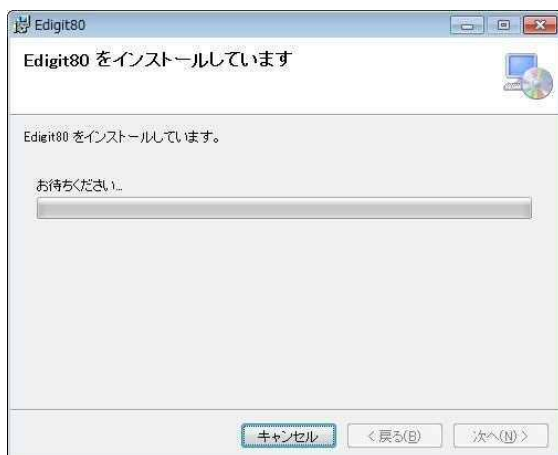 Edigit80
Edigit80 をインストールしています
Edigit80 をインストールしています。
お待ちください...
キャンセル
< 戻る(B)
次へ(N) >